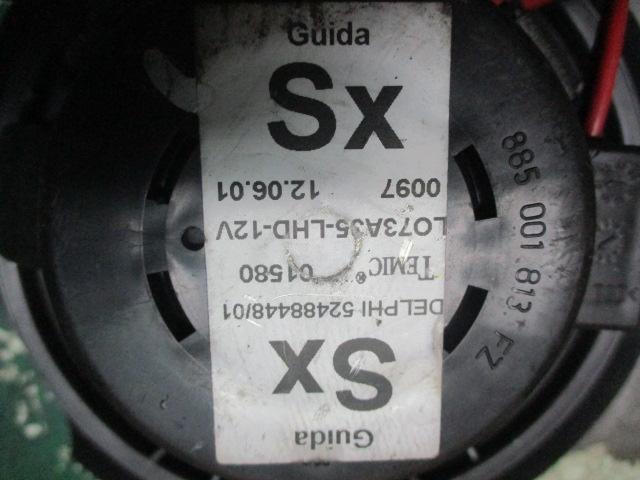 Guida
Sx
0097 12.06.01
LO73A35-LHD-12V
TEMIC® 01580
DELPHI 52488448/01
Sx
Guida
885 001.813 FZ